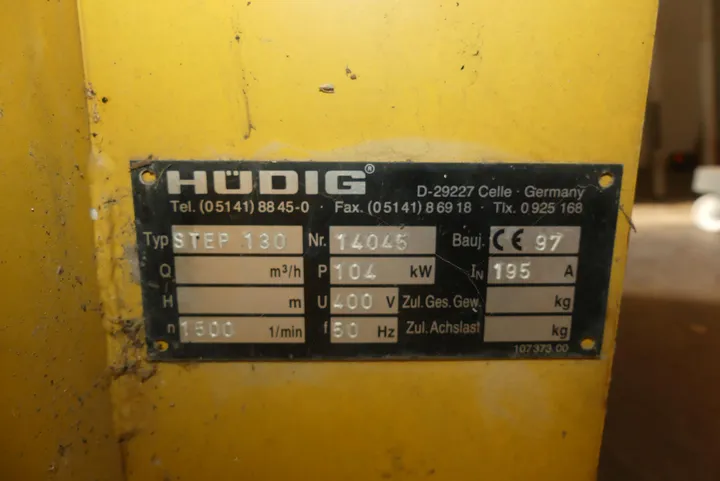 HÜDIG®
D-29227 Celle · Germany
Tel. (05141) 88 45-0 · Fax. (05141) 8 69 18 · Tlx. 0 925 168
Typ STEP 130 Nr. 14045 Bauj. CE 97
Q/H m³/h P 104 kW IN 195 A
m U 400 V Zul. Ges. Gew. kg
n 1500 1/min f 50 Hz Zul. Achslast kg
107 373 00